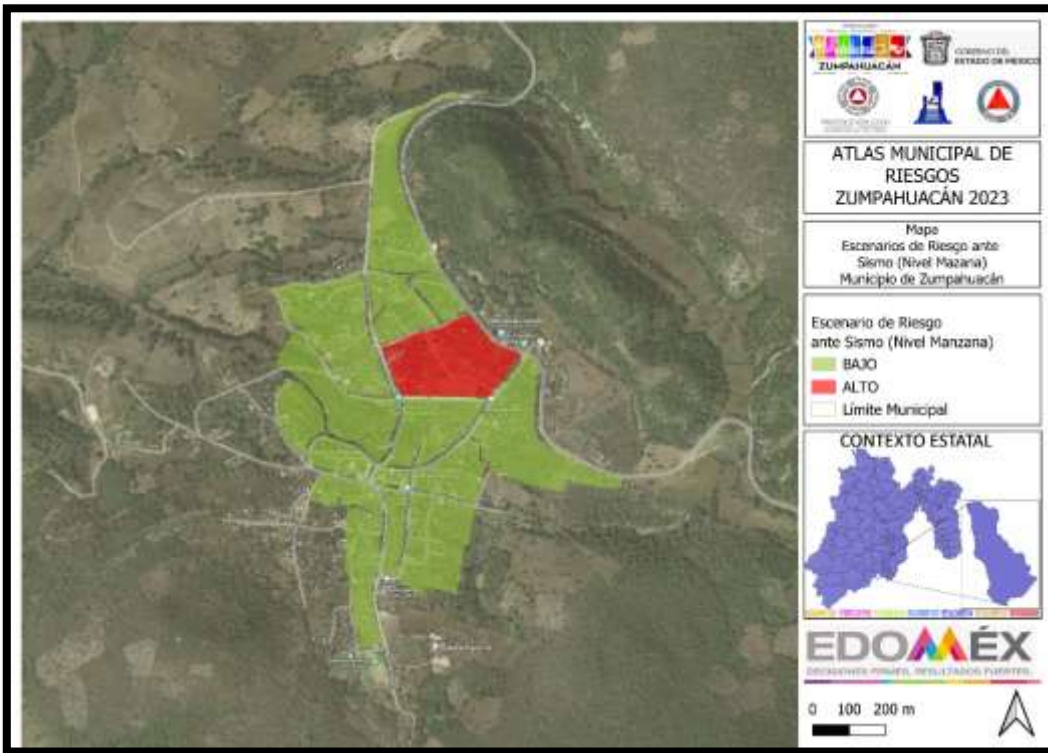 ZUMPAHUACÁN
GOBIERNO DEL
ESTADO DE MÉXICO
ATLAS MUNICIPAL DE
RIESGOS
ZUMPAHUACÁN 2023
Mapa
Escenarios de Riesgo ante
Sismo (Nivel Mazana)
Municipio de Zumpahuacán
Escenario de Riesgo
ante Sismo (Nivel Manzana)
BAJO
ALTO
Límite Municipal
CONTEXTO ESTATAL
EDOMÉX
DECISIONES FIRMES, RESULTADOS FUERTES.
0 100 200 m